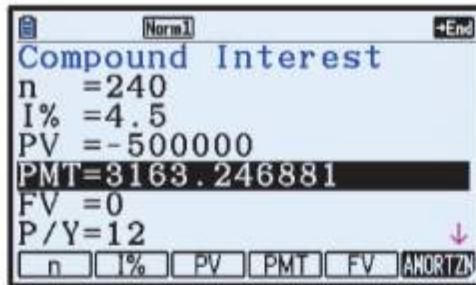 Norm1 →End
Compound Interest
n =240
I% =4.5
PV =-500000
PMT=3163.246881
FV =0
P/Y=12 ↓
n I% PV PMT FV AMORTZN